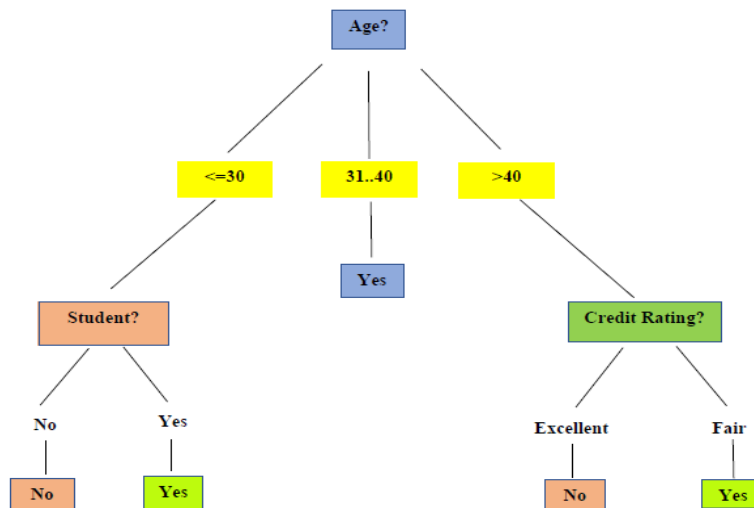 Age?
<=30
31..40
>40
Yes
Student?
Credit Rating?
No
Yes
Excellent
Fair
No
Yes
No
Yes